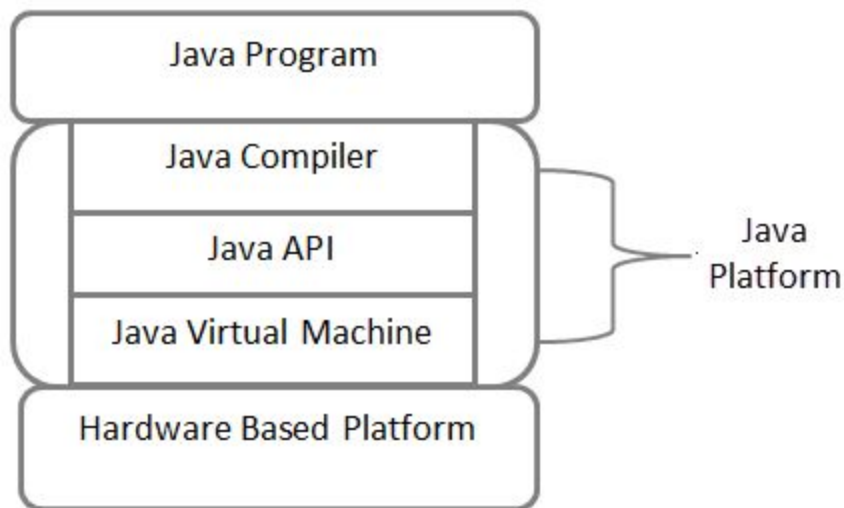 Java Program
Java Compiler
Java API
Java Virtual Machine
Java
Platform
Hardware Based Platform